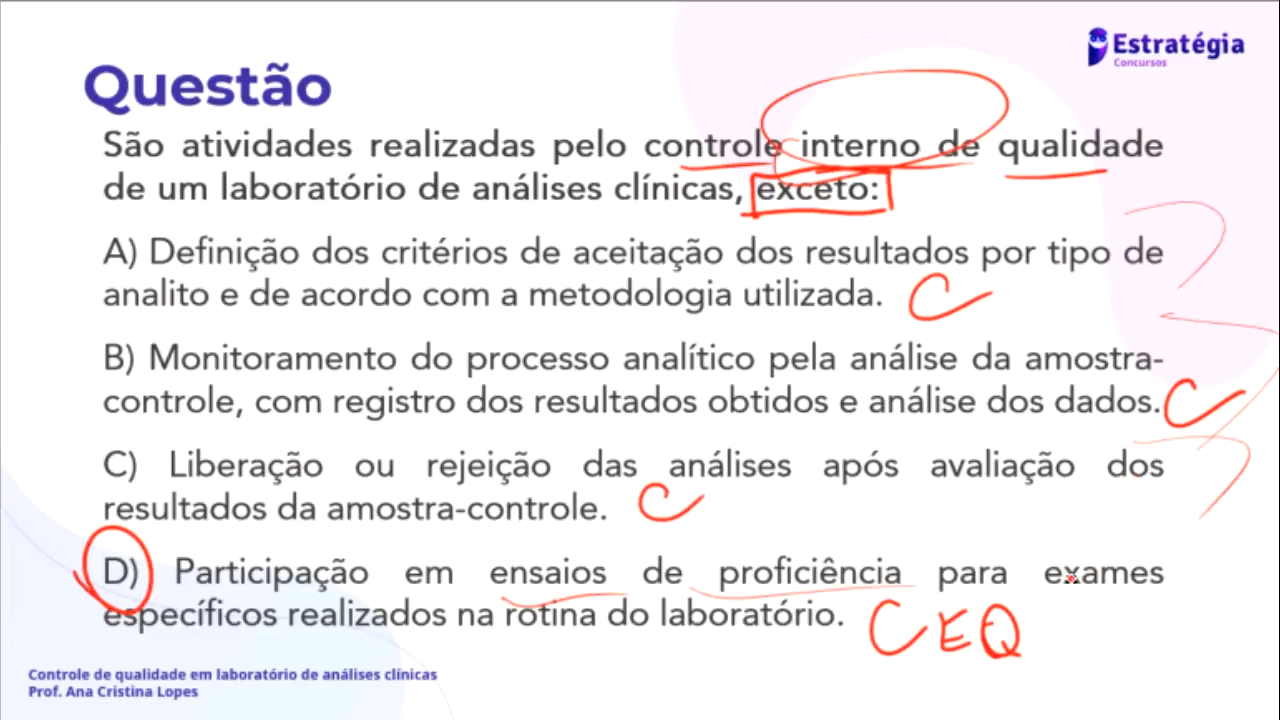 Estratégia
Concursos
Questão
São atividades realizadas pelo controle interno de qualidade
de um laboratório de análises clínicas, exceto:
A) Definição dos critérios de aceitação dos resultados por tipo de
analito e de acordo com a metodologia utilizada. C
B) Monitoramento do processo analítico pela análise da amostra-
controle, com registro dos resultados obtidos e análise dos dados. C
C) Liberação ou rejeição das análises após avaliação dos
resultados da amostra-controle. C
D) Participação em ensaios de proficiência para exames
específicos realizados na rotina do laboratório. CEQ
Controle de qualidade em laboratório de análises clínicas
Prof. Ana Cristina Lopes